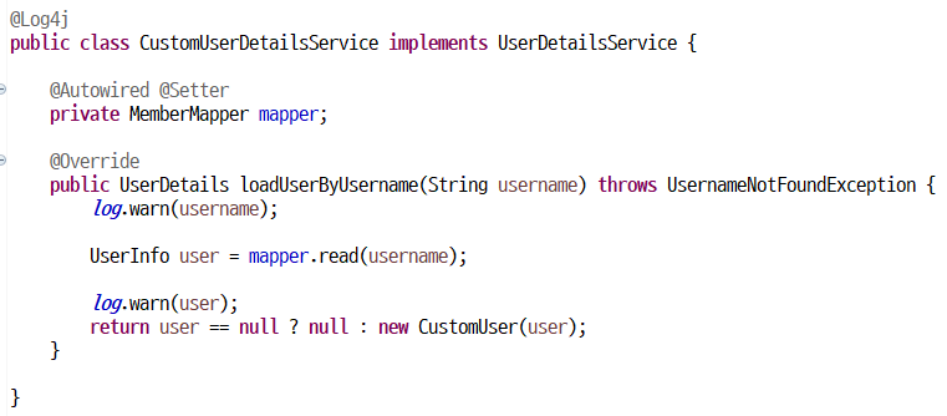 @Log4j
public class CustomUserDetailsService implements UserDetailsService {
@Autowired @Setter
private MemberMapper mapper;
@Override
public UserDetails loadUserByUsername(String username) throws UsernameNotFoundException {
log.warn(username);
UserInfo user = mapper.read(username);
log.warn(user);
return user == null ? null : new CustomUser(user);
}
}